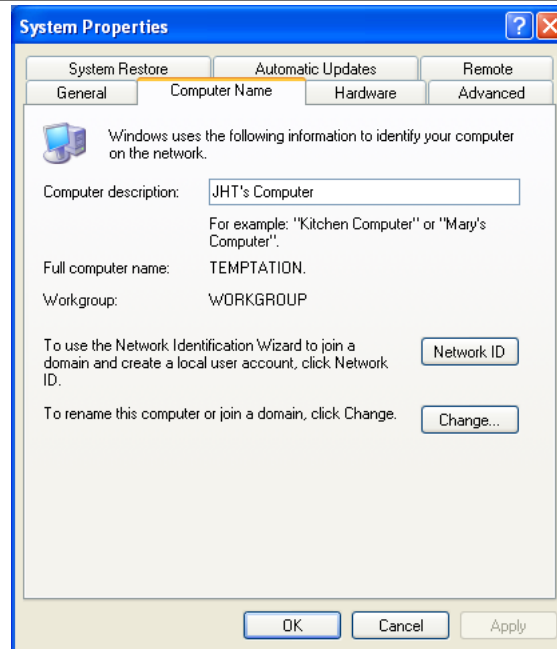 System Properties
System Restore
Automatic Updates
Remote
General
Computer Name
Hardware
Advanced
Windows uses the following information to identify your computer
on the network.
Computer description:
JHT's Computer
For example: "Kitchen Computer" or "Mary's
Computer".
Full computer name:
TEMPTATION.
Workgroup:
WORKGROUP
To use the Network Identification Wizard to join a
domain and create a local user account, click Network
ID.
Network ID
To rename this computer or join a domain, click Change.
Change...
OK
Cancel
Apply